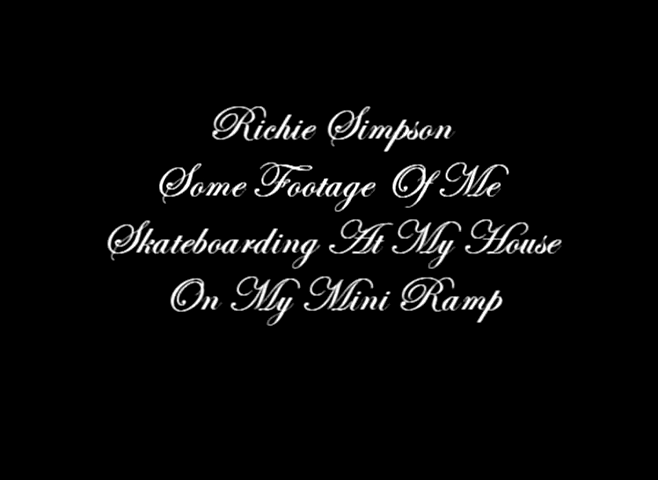 Richie Simpson
Some Footage Of Me
Skateboarding At My House
On My Mini Ramp